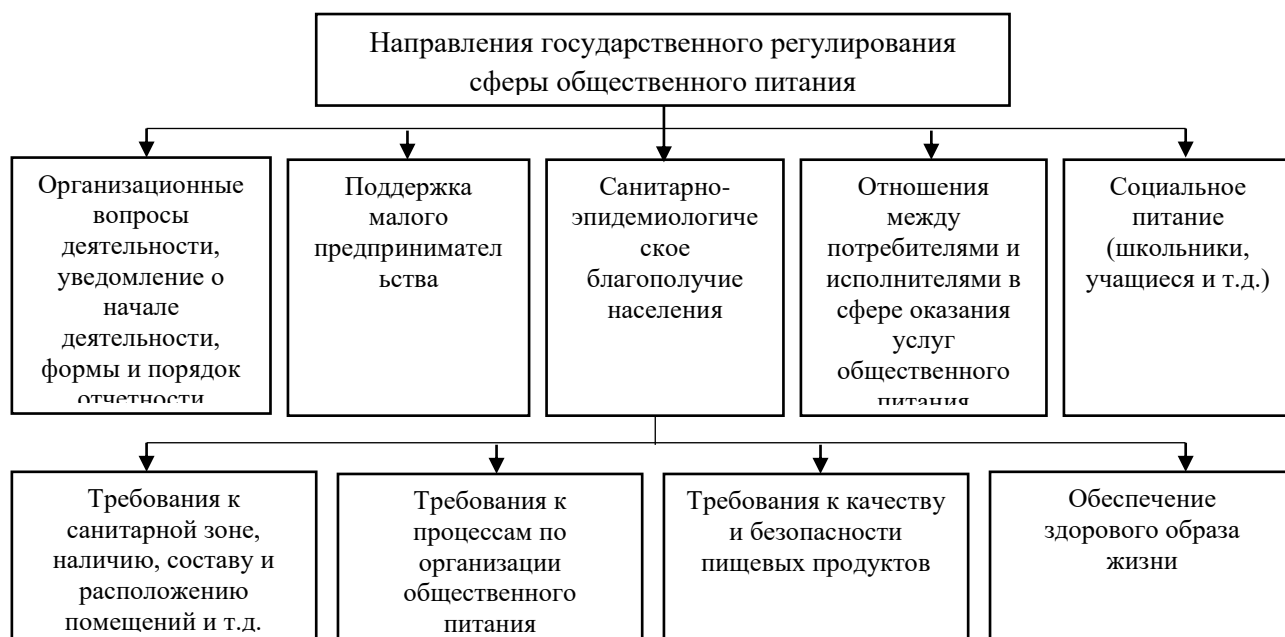 Направления государственного регулирования
сферы общественного питания
Организационные
вопросы
деятельности,
уведомление о
начале
деятельности,
формы и порядок
отчетности
Поддержка
малого
предпринимател
ьства
Санитарно-
эпидемиологиче
ское
благополучие
населения
Отношения
между
потребителями и
исполнителями в
сфере оказания
услуг
общественного
питания
Социальное
питание
(школьники,
учащиеся и т.д.)
Требования к
санитарной зоне,
наличию, составу и
расположению
помещений и т.д.
Требования к
процессам по
организации
общественного
питания
Требования к качеству
и безопасности
пищевых продуктов
Обеспечение
здорового образа
жизни